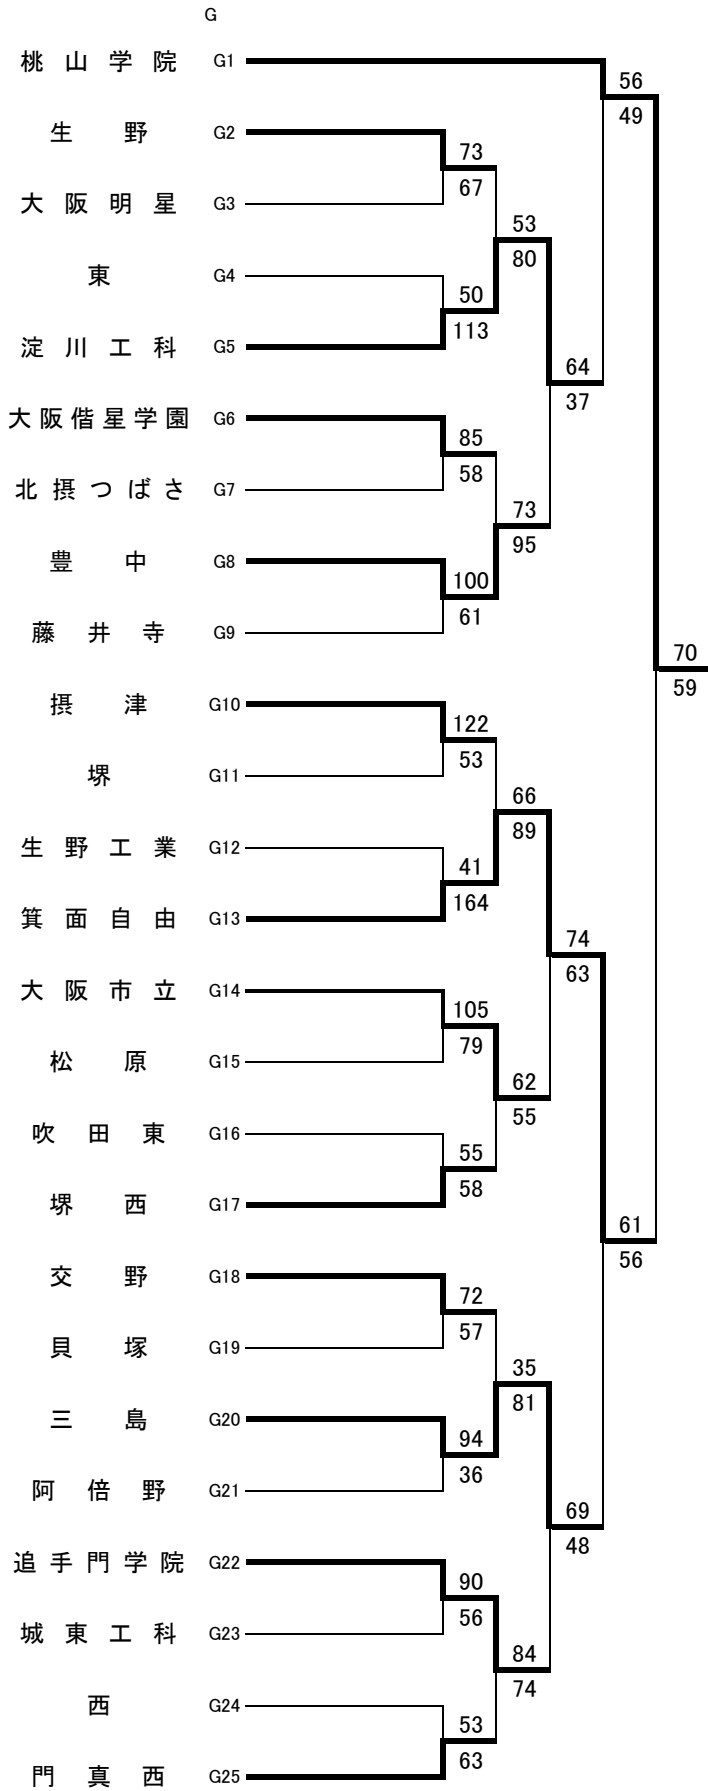 G
桃山学院 G1
56
49
生野 G2
73
67
大阪明星 G3
53
80
東 G4
50
113
淀川工科 G5
64
37
大阪偕星学園 G6
85
58
北摂つばさ G7
73
95
豊中 G8
100
61
藤井寺 G9
70
59
摂津 G10
122
53
堺 G11
66
89
生野工業 G12
41
164
箕面自由 G13
74
63
大阪市立 G14
105
79
松原 G15
62
55
吹田東 G16
55
58
堺西 G17
61
56
交野 G18
72
57
貝塚 G19
35
81
三島 G20
94
36
阿倍野 G21
69
48
追手門学院 G22
90
56
城東工科 G23
84
74
西 G24
53
63
門真西 G25